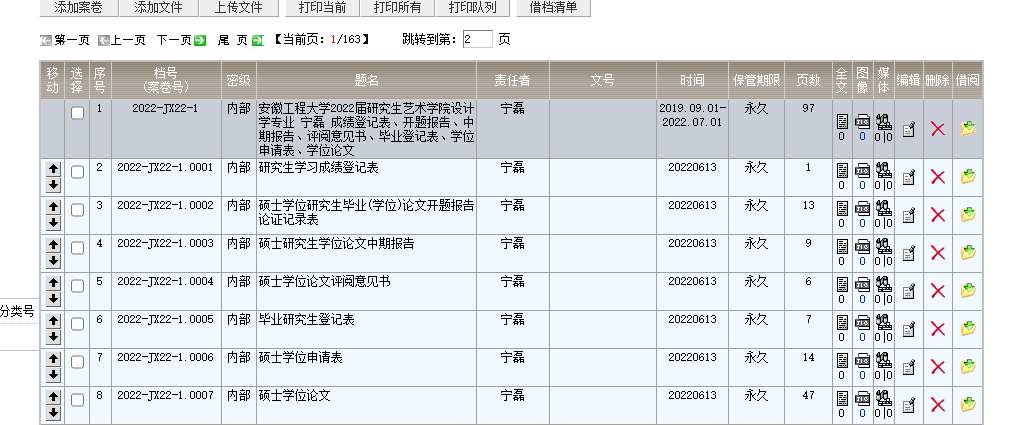 添加案卷 添加文件 上传文件 打印当前 打印所有 打印队列 借档清单
第一页 上一页 下一页 尾 页 【当前页：1/163】 跳转到第：2 页
移动 选择 序号 档号(案卷号) 密级 题名 责任者 文号 时间 保管期限 页数 全文 图像 媒体 编辑 删除 借阅
1 2022-JX22-1 内部 安徽工程大学2022届研究生艺术学院设计 宁磊 2019.09.01- 永久 97
学专业 宁磊 成绩登记表、开题报告、中 2022.07.01
期报告、评阅意见书、毕业登记表、学位 0 0 0|0
申请表、学位论文
2 2022-JX22-1.0001 内部 研究生学习成绩登记表 宁磊 20220613 永久 1
0 0 0|0
3 2022-JX22-1.0002 内部 硕士学位研究生毕业(学位)论文开题报告 宁磊 20220613 永久 13
论证记录表 0 0 0|0
4 2022-JX22-1.0003 内部 硕士研究生学位论文中期报告 宁磊 20220613 永久 9
0 0 0|0
5 2022-JX22-1.0004 内部 硕士学位论文评阅意见书 宁磊 20220613 永久 6
0 0 0|0
分类号
6 2022-JX22-1.0005 内部 毕业研究生登记表 宁磊 20220613 永久 7
0 0 0|0
7 2022-JX22-1.0006 内部 硕士学位申请表 宁磊 20220613 永久 14
0 0 0|0
8 2022-JX22-1.0007 内部 硕士学位论文 宁磊 20220613 永久 47
0 0 0|0